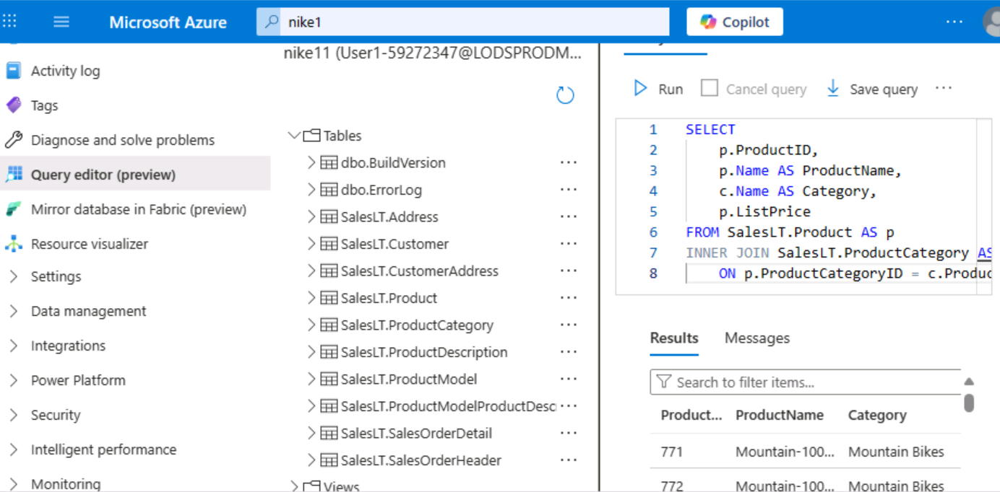 Microsoft Azure
nike1
Copilot
Activity log
Tags
Diagnose and solve problems
Query editor (preview)
Mirror database in Fabric (preview)
Resource visualizer
Settings
Data management
Integrations
Power Platform
Security
Intelligent performance
Monitoring
nike11 (User1-59272347@LODSPRODM...
Tables
dbo.BuildVersion
dbo.ErrorLog
SalesLT.Address
SalesLT.Customer
SalesLT.CustomerAddress
SalesLT.Product
SalesLT.ProductCategory
SalesLT.ProductDescription
SalesLT.ProductModel
SalesLT.ProductModelProductDesc
SalesLT.SalesOrderDetail
SalesLT.SalesOrderHeader
Views
Run Cancel query Save query
1 SELECT
2 p.ProductID,
3 p.Name AS ProductName,
4 c.Name AS Category,
5 p.ListPrice
6 FROM SalesLT.Product AS p
7 INNER JOIN SalesLT.ProductCategory AS
8 ON p.ProductCategoryID = c.Produc
Results Messages
Search to filter items...
Product... ProductName Category
771 Mountain-100... Mountain Bikes
772 Mountain-100... Mountain Bikes